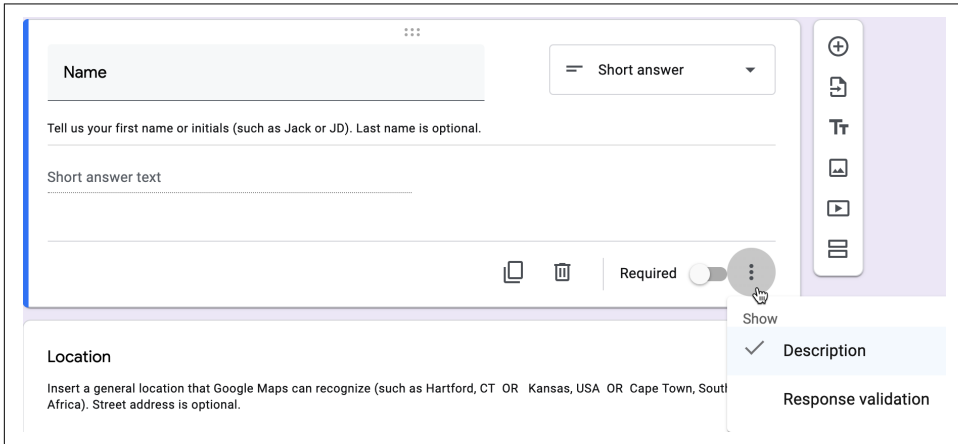 Name
Short answer
Tell us your first name or initials (such as Jack or JD). Last name is optional.
Short answer text
Required
Show
Description
Response validation
Location
Insert a general location that Google Maps can recognize (such as Hartford, CT OR Kansas, USA OR Cape Town, South
Africa). Street address is optional.